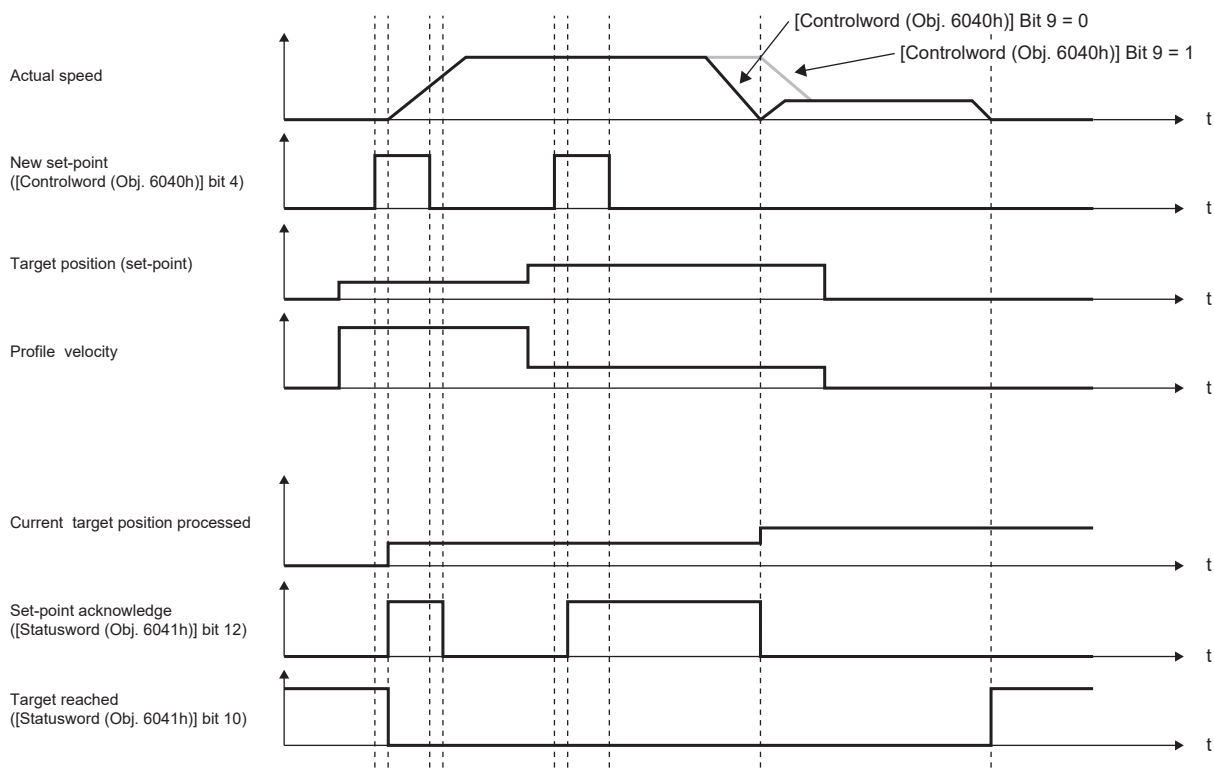 [Controlword (Obj. 6040h)] Bit 9 = 0
[Controlword (Obj. 6040h)] Bit 9 = 1
Actual speed
t
New set-point
([Controlword (Obj. 6040h)] bit 4)
t
Target position (set-point)
t
Profile velocity
t
Current target position processed
t
Set-point acknowledge
([Statusword (Obj. 6041h)] bit 12)
t
Target reached
([Statusword (Obj. 6041h)] bit 10)
t